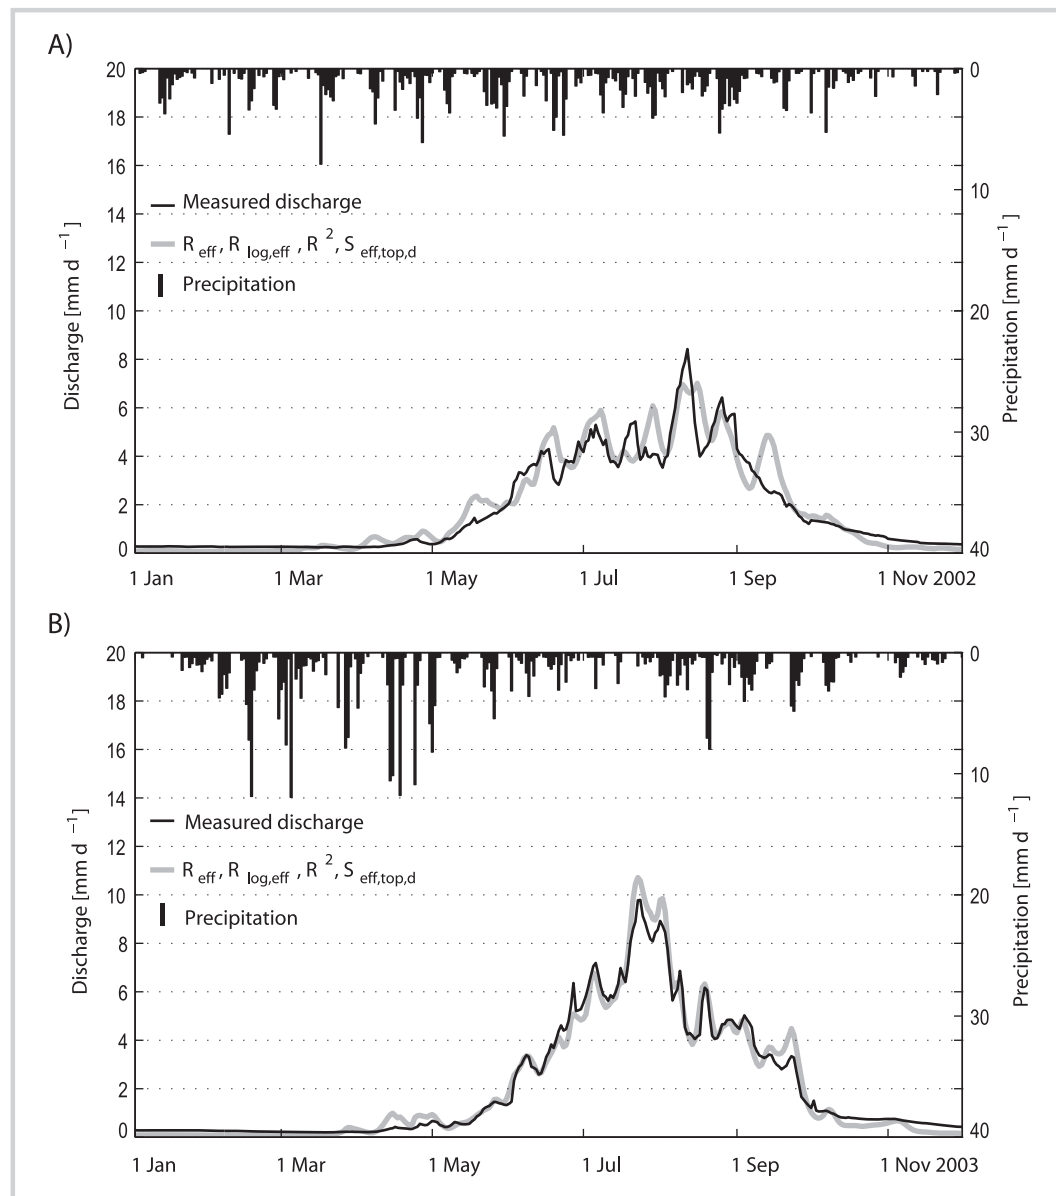 A)
20
18
16
14
12
10
8
6
4
2
0
Discharge [mm d −1 ]
0
10
20
30
40
Precipitation [mm d −1 ]
Measured discharge
R eff , R log,eff , R 2 , S eff,top,d
Precipitation
1 Jan 1 Mar 1 May 1 Jul 1 Sep 1 Nov 2002
B)
20
18
16
14
12
10
8
6
4
2
0
Discharge [mm d −1 ]
0
10
20
30
40
Precipitation [mm d −1 ]
Measured discharge
R eff , R log,eff , R 2 , S eff,top,d
Precipitation
1 Jan 1 Mar 1 May 1 Jul 1 Sep 1 Nov 2003